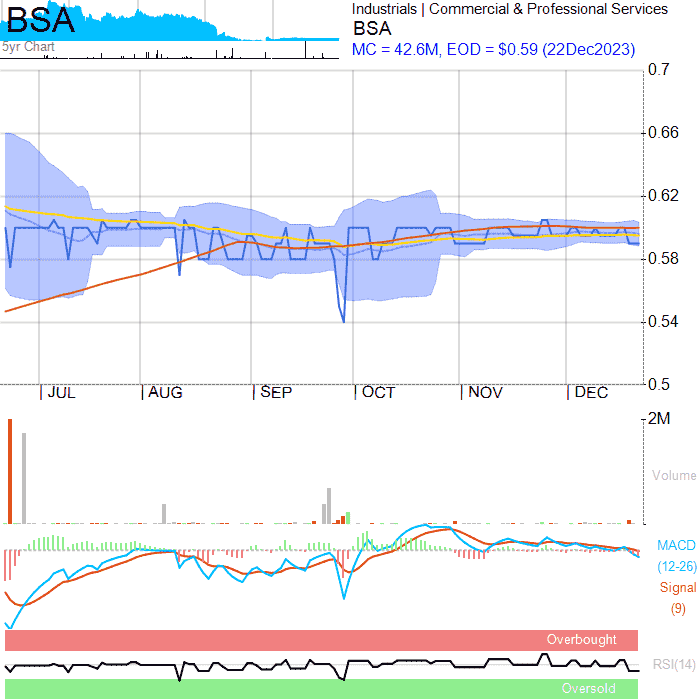 BSA
5yr Chart
Industrials | Commercial & Professional Services
BSA
MC = 42.6M, EOD = $0.59 (22Dec2023)
0.7
0.66
0.62
0.58
0.54
0.5
JUL
AUG
SEP
OCT
NOV
DEC
2M
Volume
MACD
(12-26)
Signal
(9)
Overbought
RSI(14)
Oversold